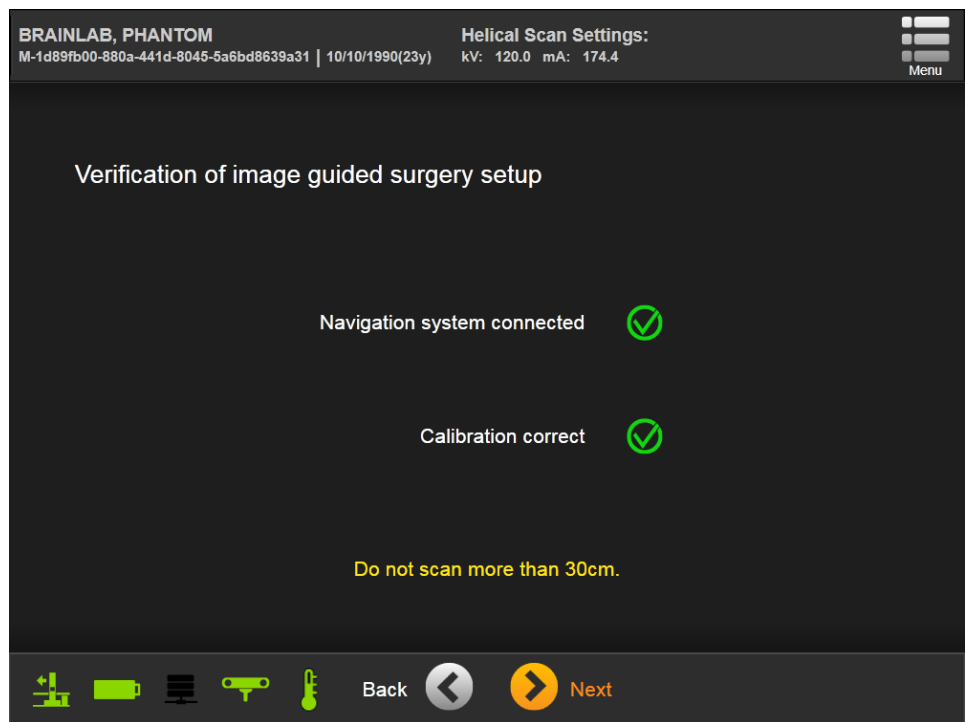 BRAINLAB, PHANTOM
M-1d89fb00-880a-441d-8045-5a6bd8639a31 | 10/10/1990(23y)
Helical Scan Settings:
kV: 120.0 mA: 174.4
Menu
Verification of image guided surgery setup
Navigation system connected
Calibration correct
Do not scan more than 30cm.
Back
Next